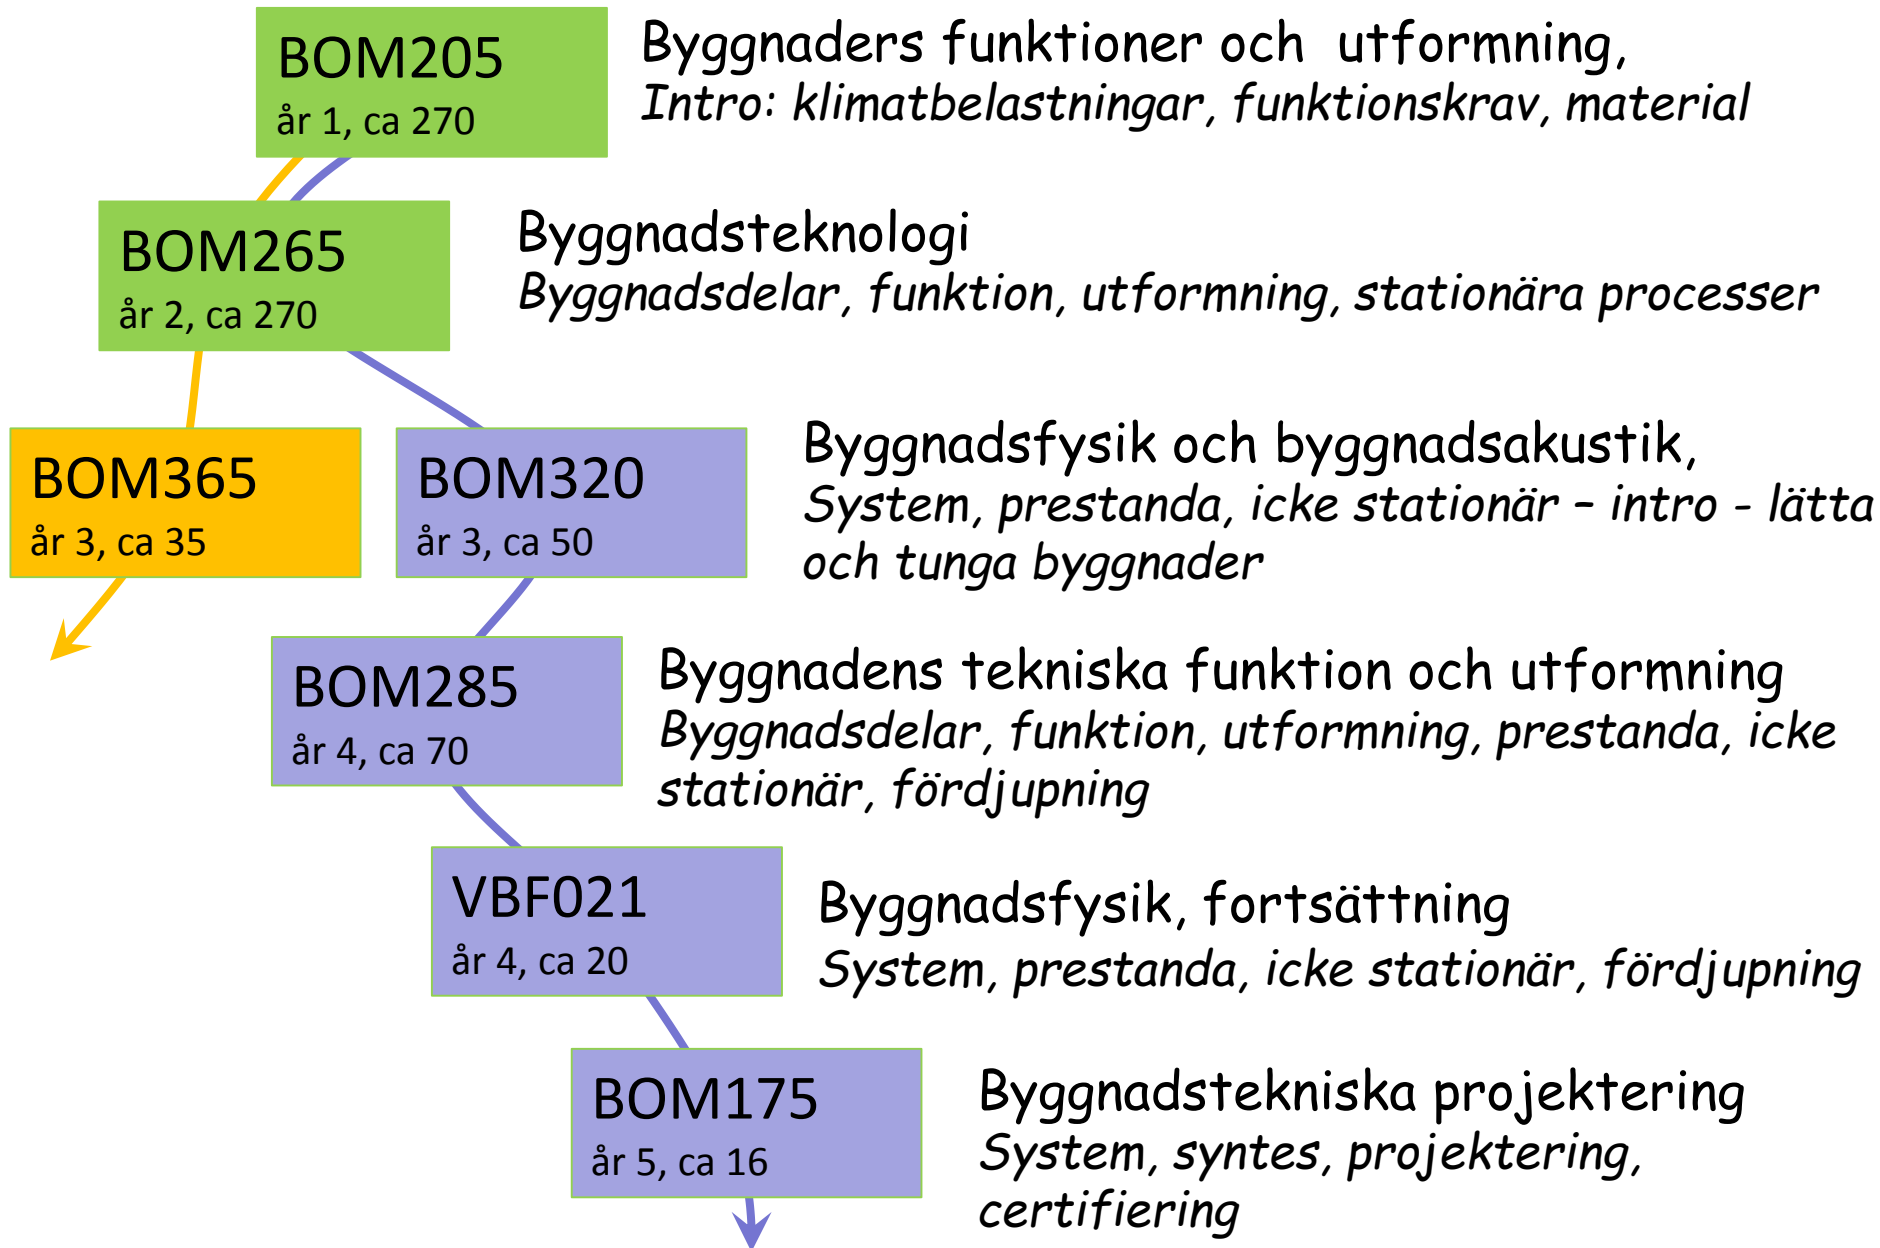 BOM205
år 1, ca 270
Byggnaders funktioner och utformning,
Intro: klimatbelastningar, funktionskrav, material
BOM265
år 2, ca 270
Byggnadsteknologi
Byggnadsdelar, funktion, utformning, stationära processer
BOM365
år 3, ca 35
BOM320
år 3, ca 50
Byggnadsfysik och byggnadsakustik,
System, prestanda, icke stationär – intro - lätta
och tunga byggnader
BOM285
år 4, ca 70
Byggnadens tekniska funktion och utformning
Byggnadsdelar, funktion, utformning, prestanda, icke
stationär, fördjupning
VBF021
år 4, ca 20
Byggnadsfysik, fortsättning
System, prestanda, icke stationär, fördjupning
BOM175
år 5, ca 16
Byggnadstekniska projektering
System, syntes, projektering,
certifiering